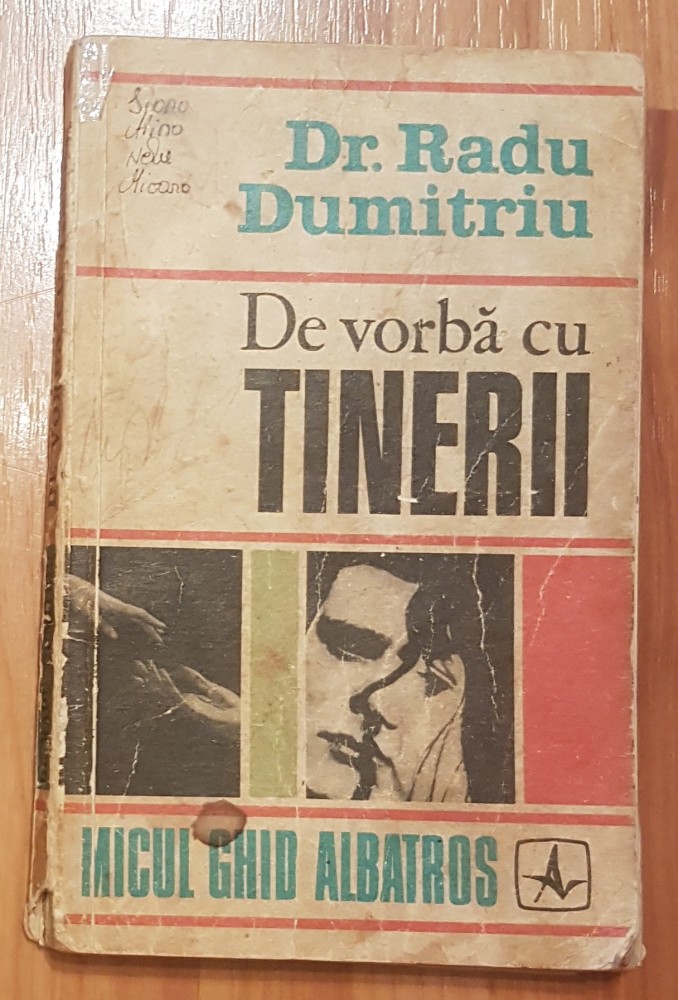 Dr. Radu
Dumitriu
De vorbă cu
TINERII
MICUL GHID ALBATROS